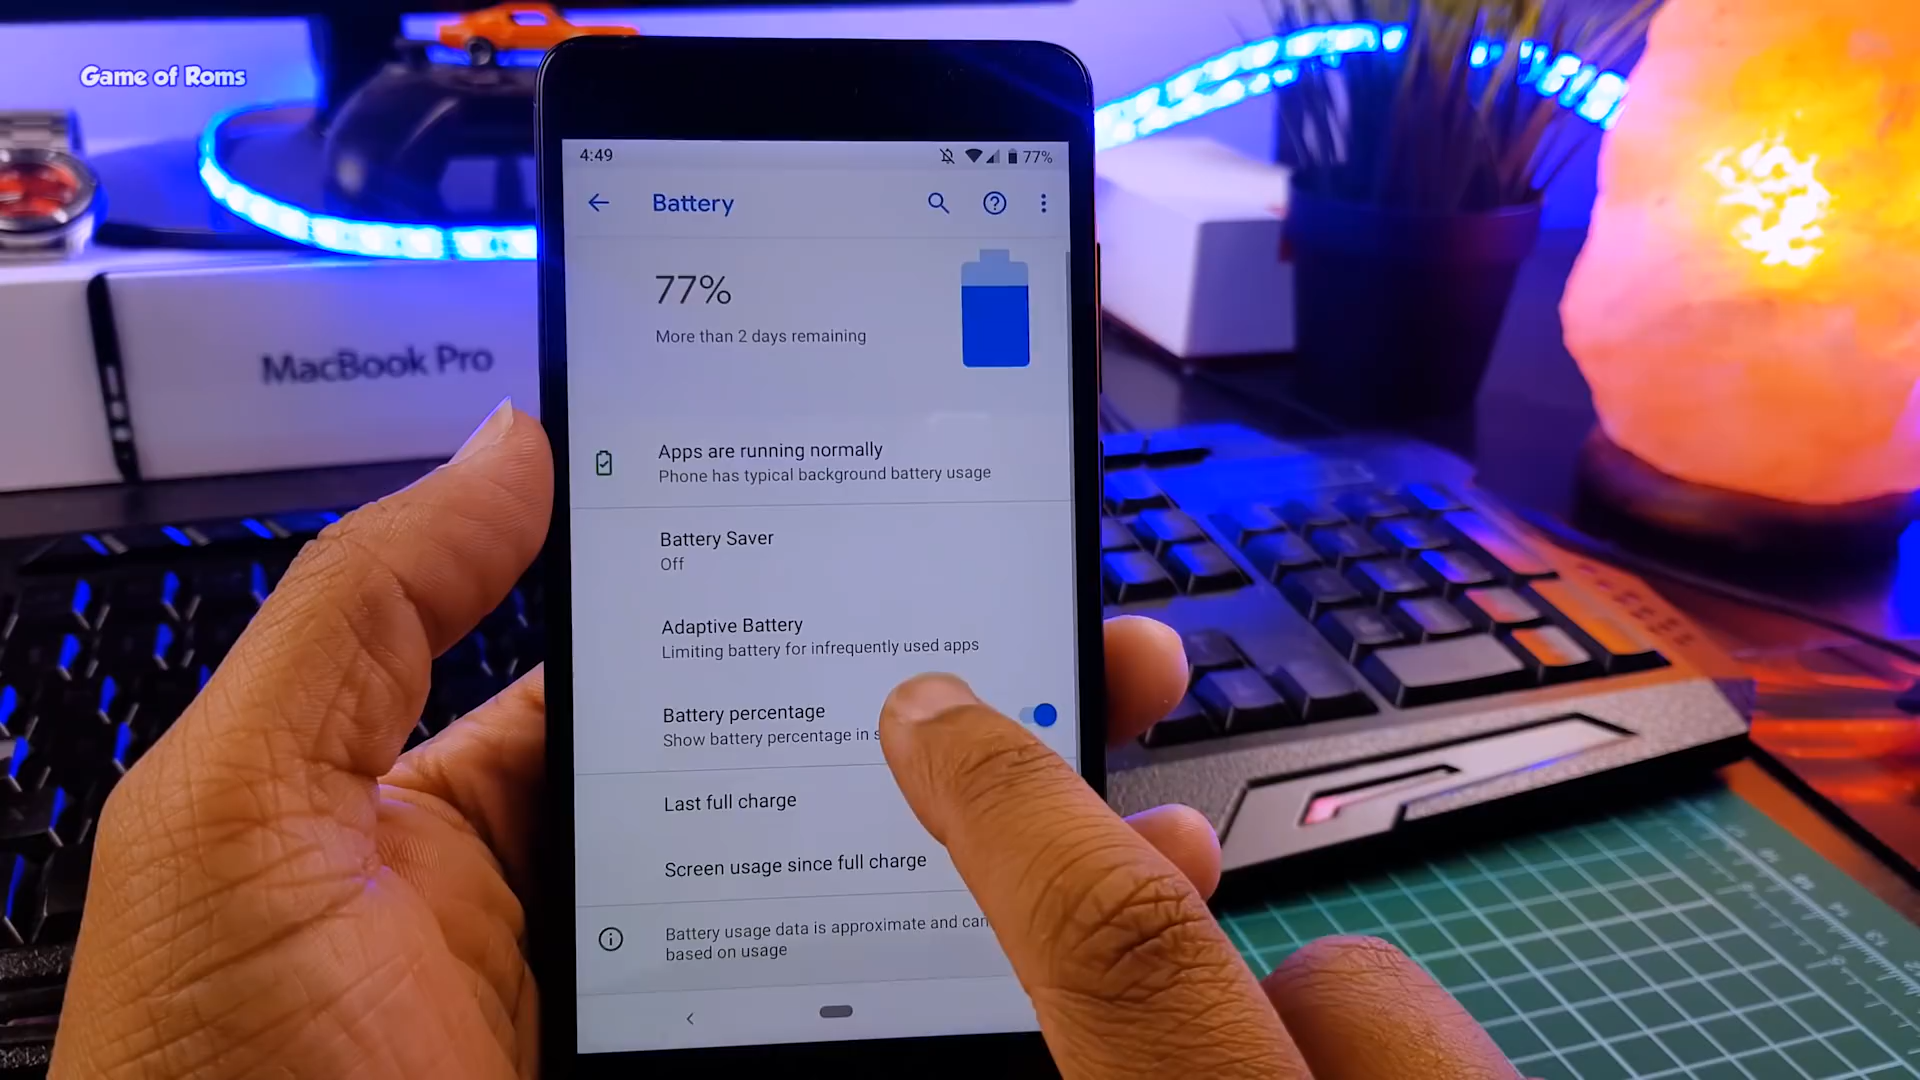 Game of Roms
MacBook Pro
4:49
77%
Battery
77%
More than 2 days remaining
Apps are running normally
Phone has typical background battery usage
Battery Saver
Off
Adaptive Battery
Limiting battery for infrequently used apps
Battery percentage
Show battery percentage in
Last full charge
Screen usage since full charge
Battery usage data is approximate and can
based on usage